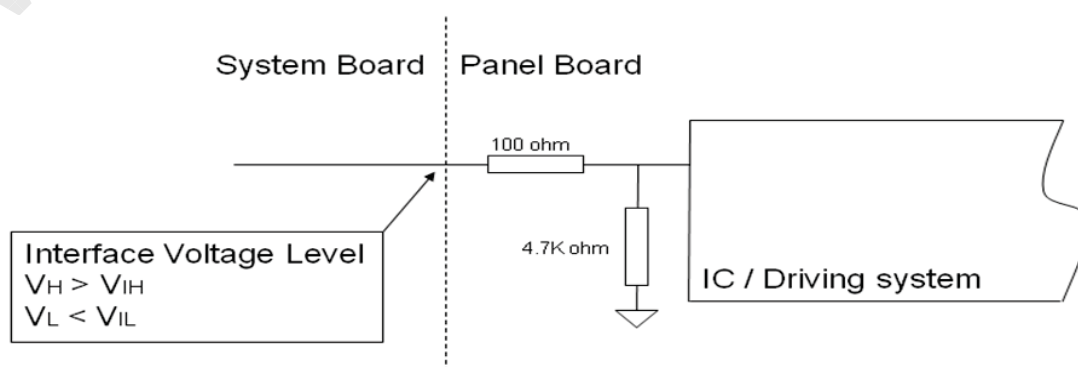 System Board
Panel Board
100 ohm
4.7K ohm
IC / Driving system
Interface Voltage Level
VH > VIH
VL < VIL